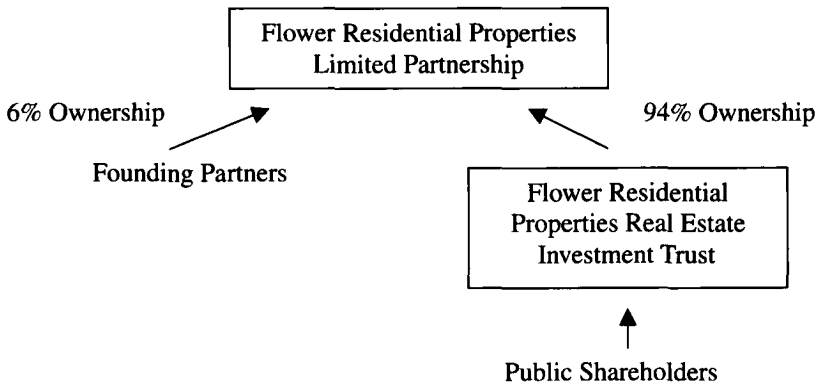 Flower Residential Properties
Limited Partnership
6% Ownership
94% Ownership
Founding Partners
Flower Residential
Properties Real Estate
Investment Trust
Public Shareholders